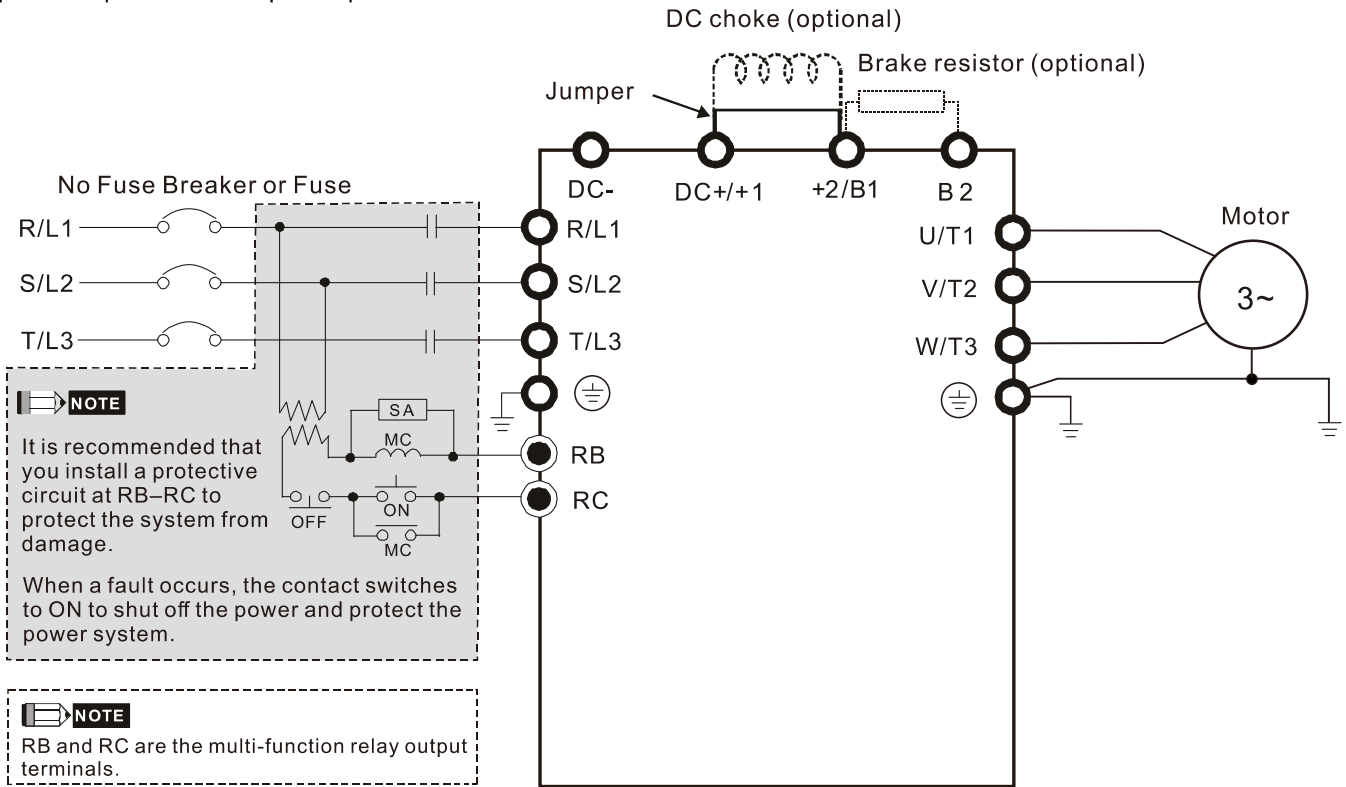 DC choke (optional)
Brake resistor (optional)
Jumper
No Fuse Breaker or Fuse
DC-
DC+/+1
+2/B1
B2
R/L1
R/L1
U/T1
Motor
S/L2
S/L2
V/T2
3~
T/L3
T/L3
W/T3
NOTE
SA
It is recommended that
you install a protective
circuit at RB–RC to
protect the system from
damage.
MC
RB
OFF
ON
RC
MC
When a fault occurs, the contact switches
to ON to shut off the power and protect the
power system.
NOTE
RB and RC are the multi-function relay output
terminals.